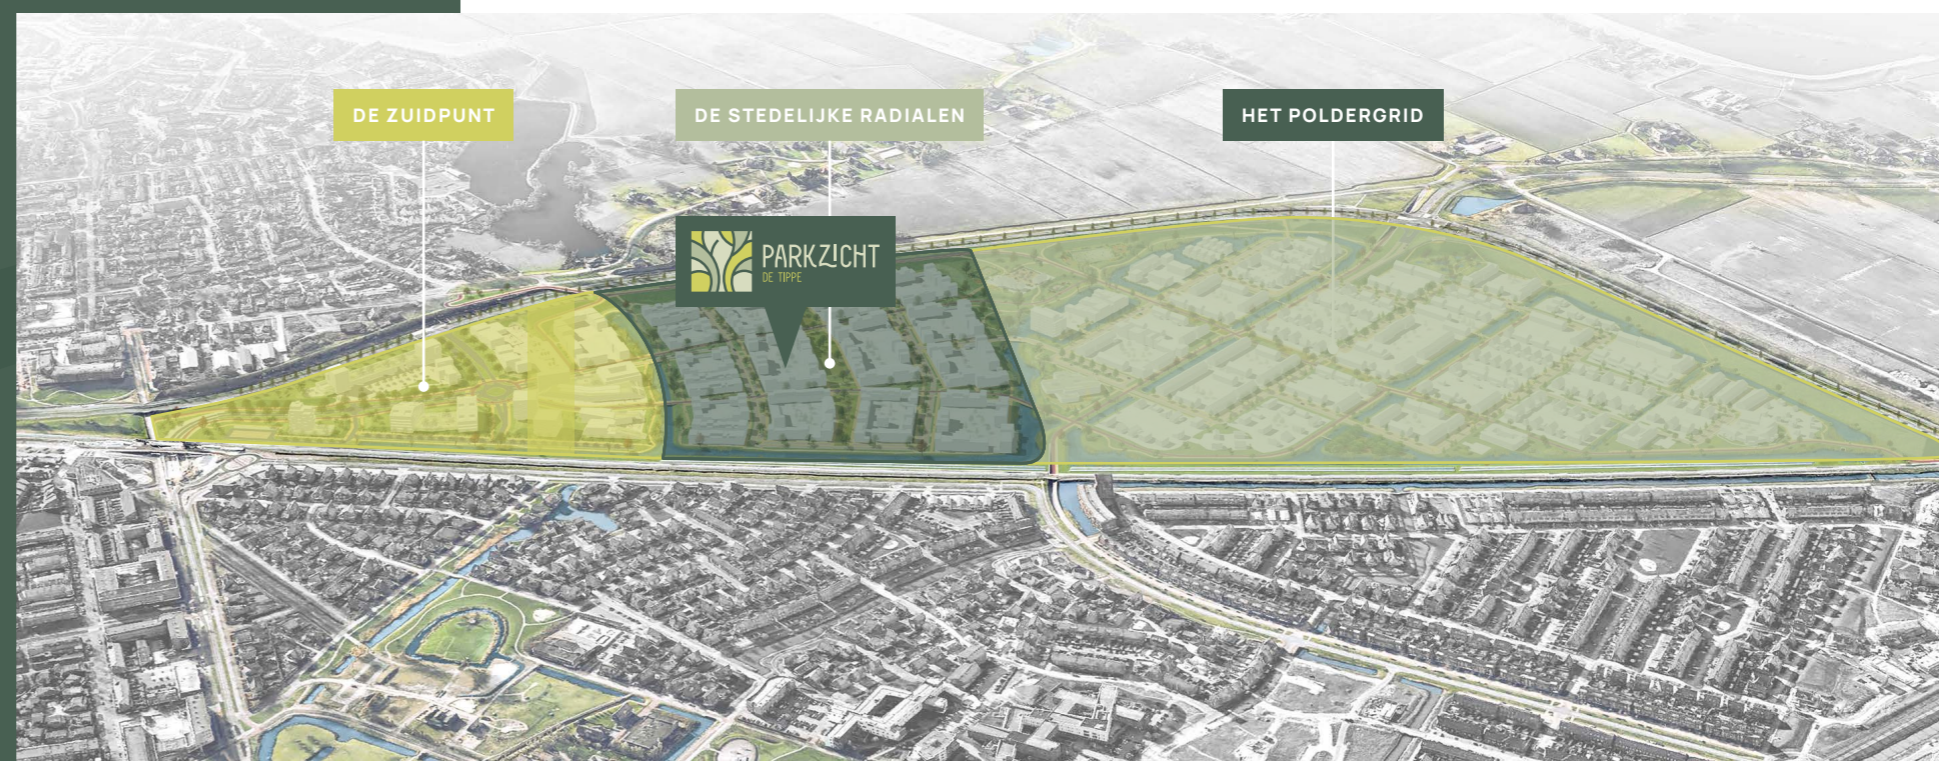 DE ZUIDPUNT
DE STEDELIJKE RADIALEN
HET POLDERGRID
PARKZICHT
DE TIPPE